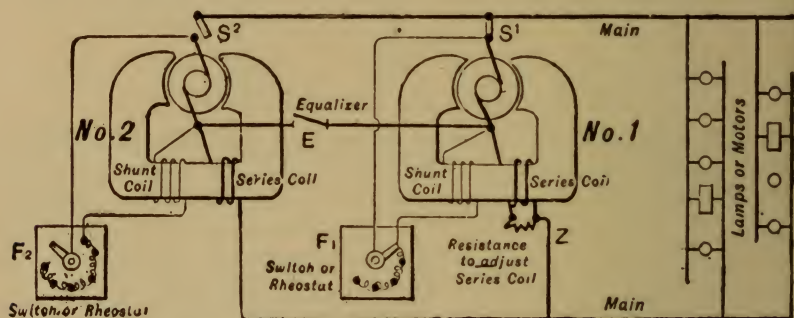 S²
S¹
Main
No. 2
Equalizer
E
No. 1
Shunt
Coil
Series Coil
Shunt
Coil
Series
Coil
Lamps or Motors
F₂
F₁
Switch or
Rheostat
Resistance
to adjust
Series Coil
Z
Switch or Rheostat
Main